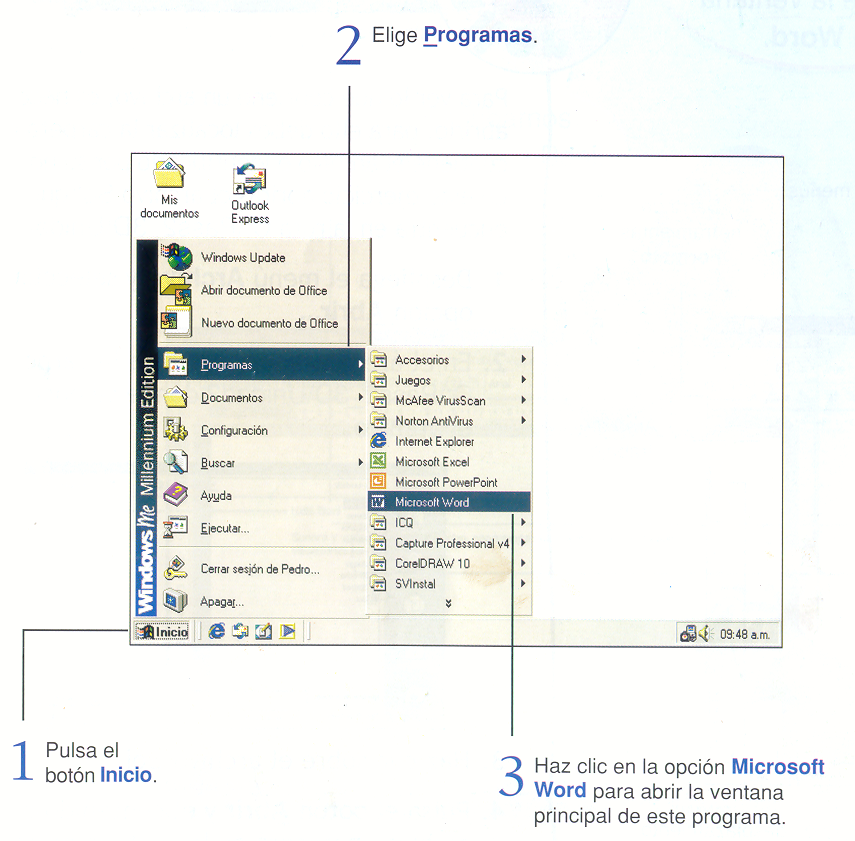 2 Elige Programas.
Mis
documentos
Outlook
Express
Windows Update
Abrir documento de Office
Nuevo documento de Office
Programas
Documentos
Configuración
Buscar
Ayuda
Ejecutar...
Cerrar sesión de Pedro...
Apagar...
Windows Me Millennium Edition
Accesorios
Juegos
McAfee VirusScan
Norton AntiVirus
Internet Explorer
Microsoft Excel
Microsoft PowerPoint
Microsoft Word
ICQ
Capture Professional v4
CorelDRAW 10
SVInstal
Inicio
09:48 a.m.
1 Pulsa el
botón Inicio.
3 Haz clic en la opción Microsoft
Word para abrir la ventana
principal de este programa.